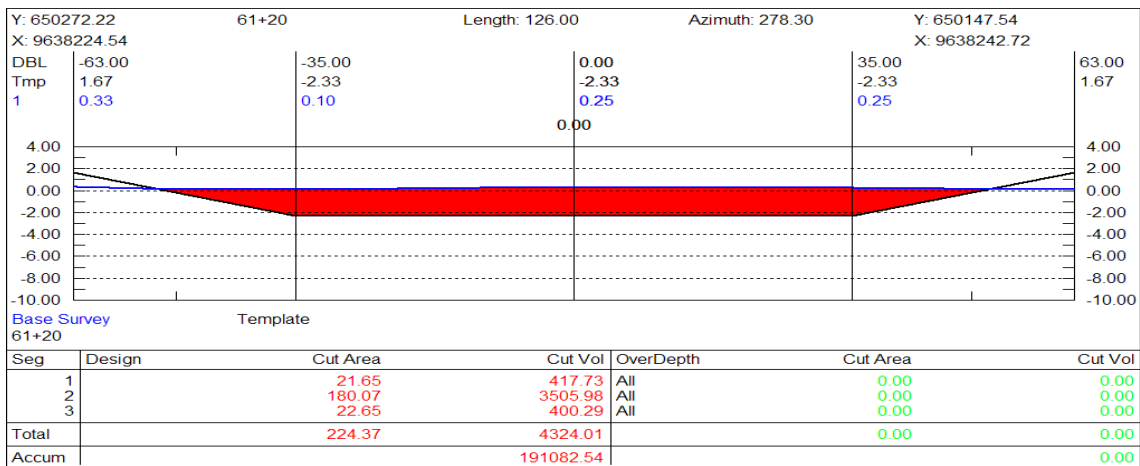 Y: 650272.22 61+20 Length: 126.00 Azimuth: 278.30 Y: 650147.54
X: 9638224.54 X: 9638242.72
DBL -63.00 -35.00 0.00 35.00 63.00
Tmp 1.67 -2.33 -2.33 -2.33 1.67
1 0.33 0.10 0.25 0.25
0.00
4.00 4.00
2.00 2.00
0.00 0.00
-2.00 -2.00
-4.00 -4.00
-6.00 -6.00
-8.00 -8.00
-10.00 -10.00
Base Survey Template
61+20
Seg Design Cut Area Cut Vol OverDepth Cut Area Cut Vol
1 21.65 417.73 All 0.00 0.00
2 180.07 3505.98 All 0.00 0.00
3 22.65 400.29 All 0.00 0.00
Total 224.37 4324.01 0.00 0.00
Accum 191082.54 0.00